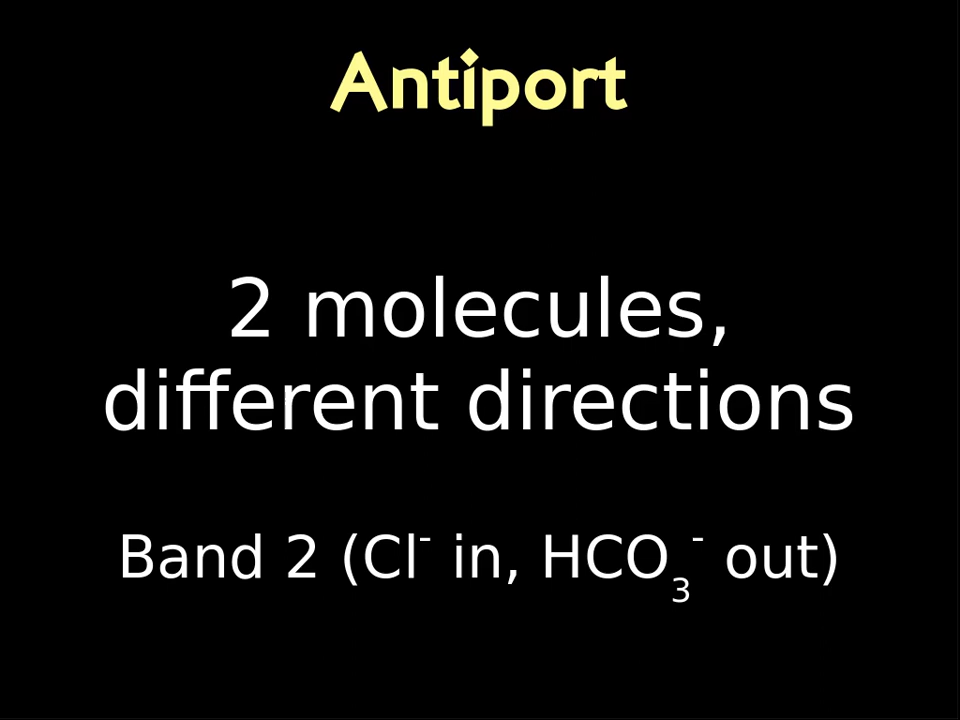 Antiport
2 molecules,
different directions
Band 2 (Cl⁻ in, HCO₃⁻ out)